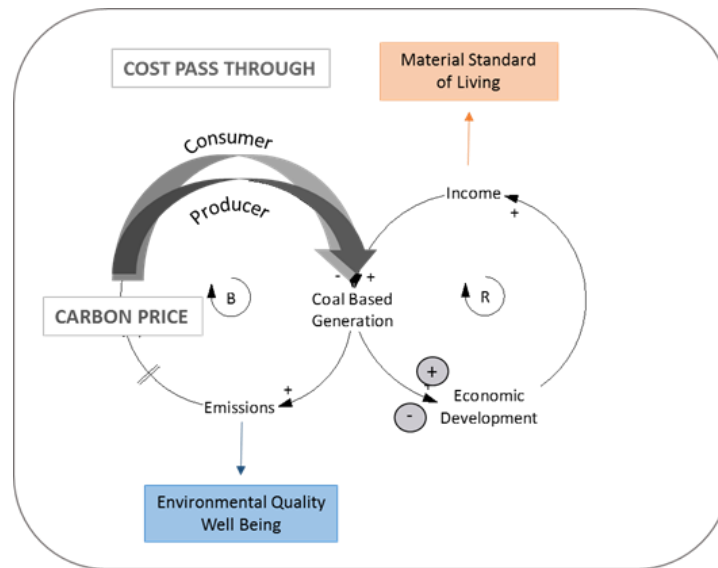 COST PASS THROUGH
Material Standard
of Living
Consumer
Producer
Income
+
- +
B
Coal Based
Generation
R
CARBON PRICE
+
+
-
Emissions
Economic
Development
Environmental Quality
Well Being